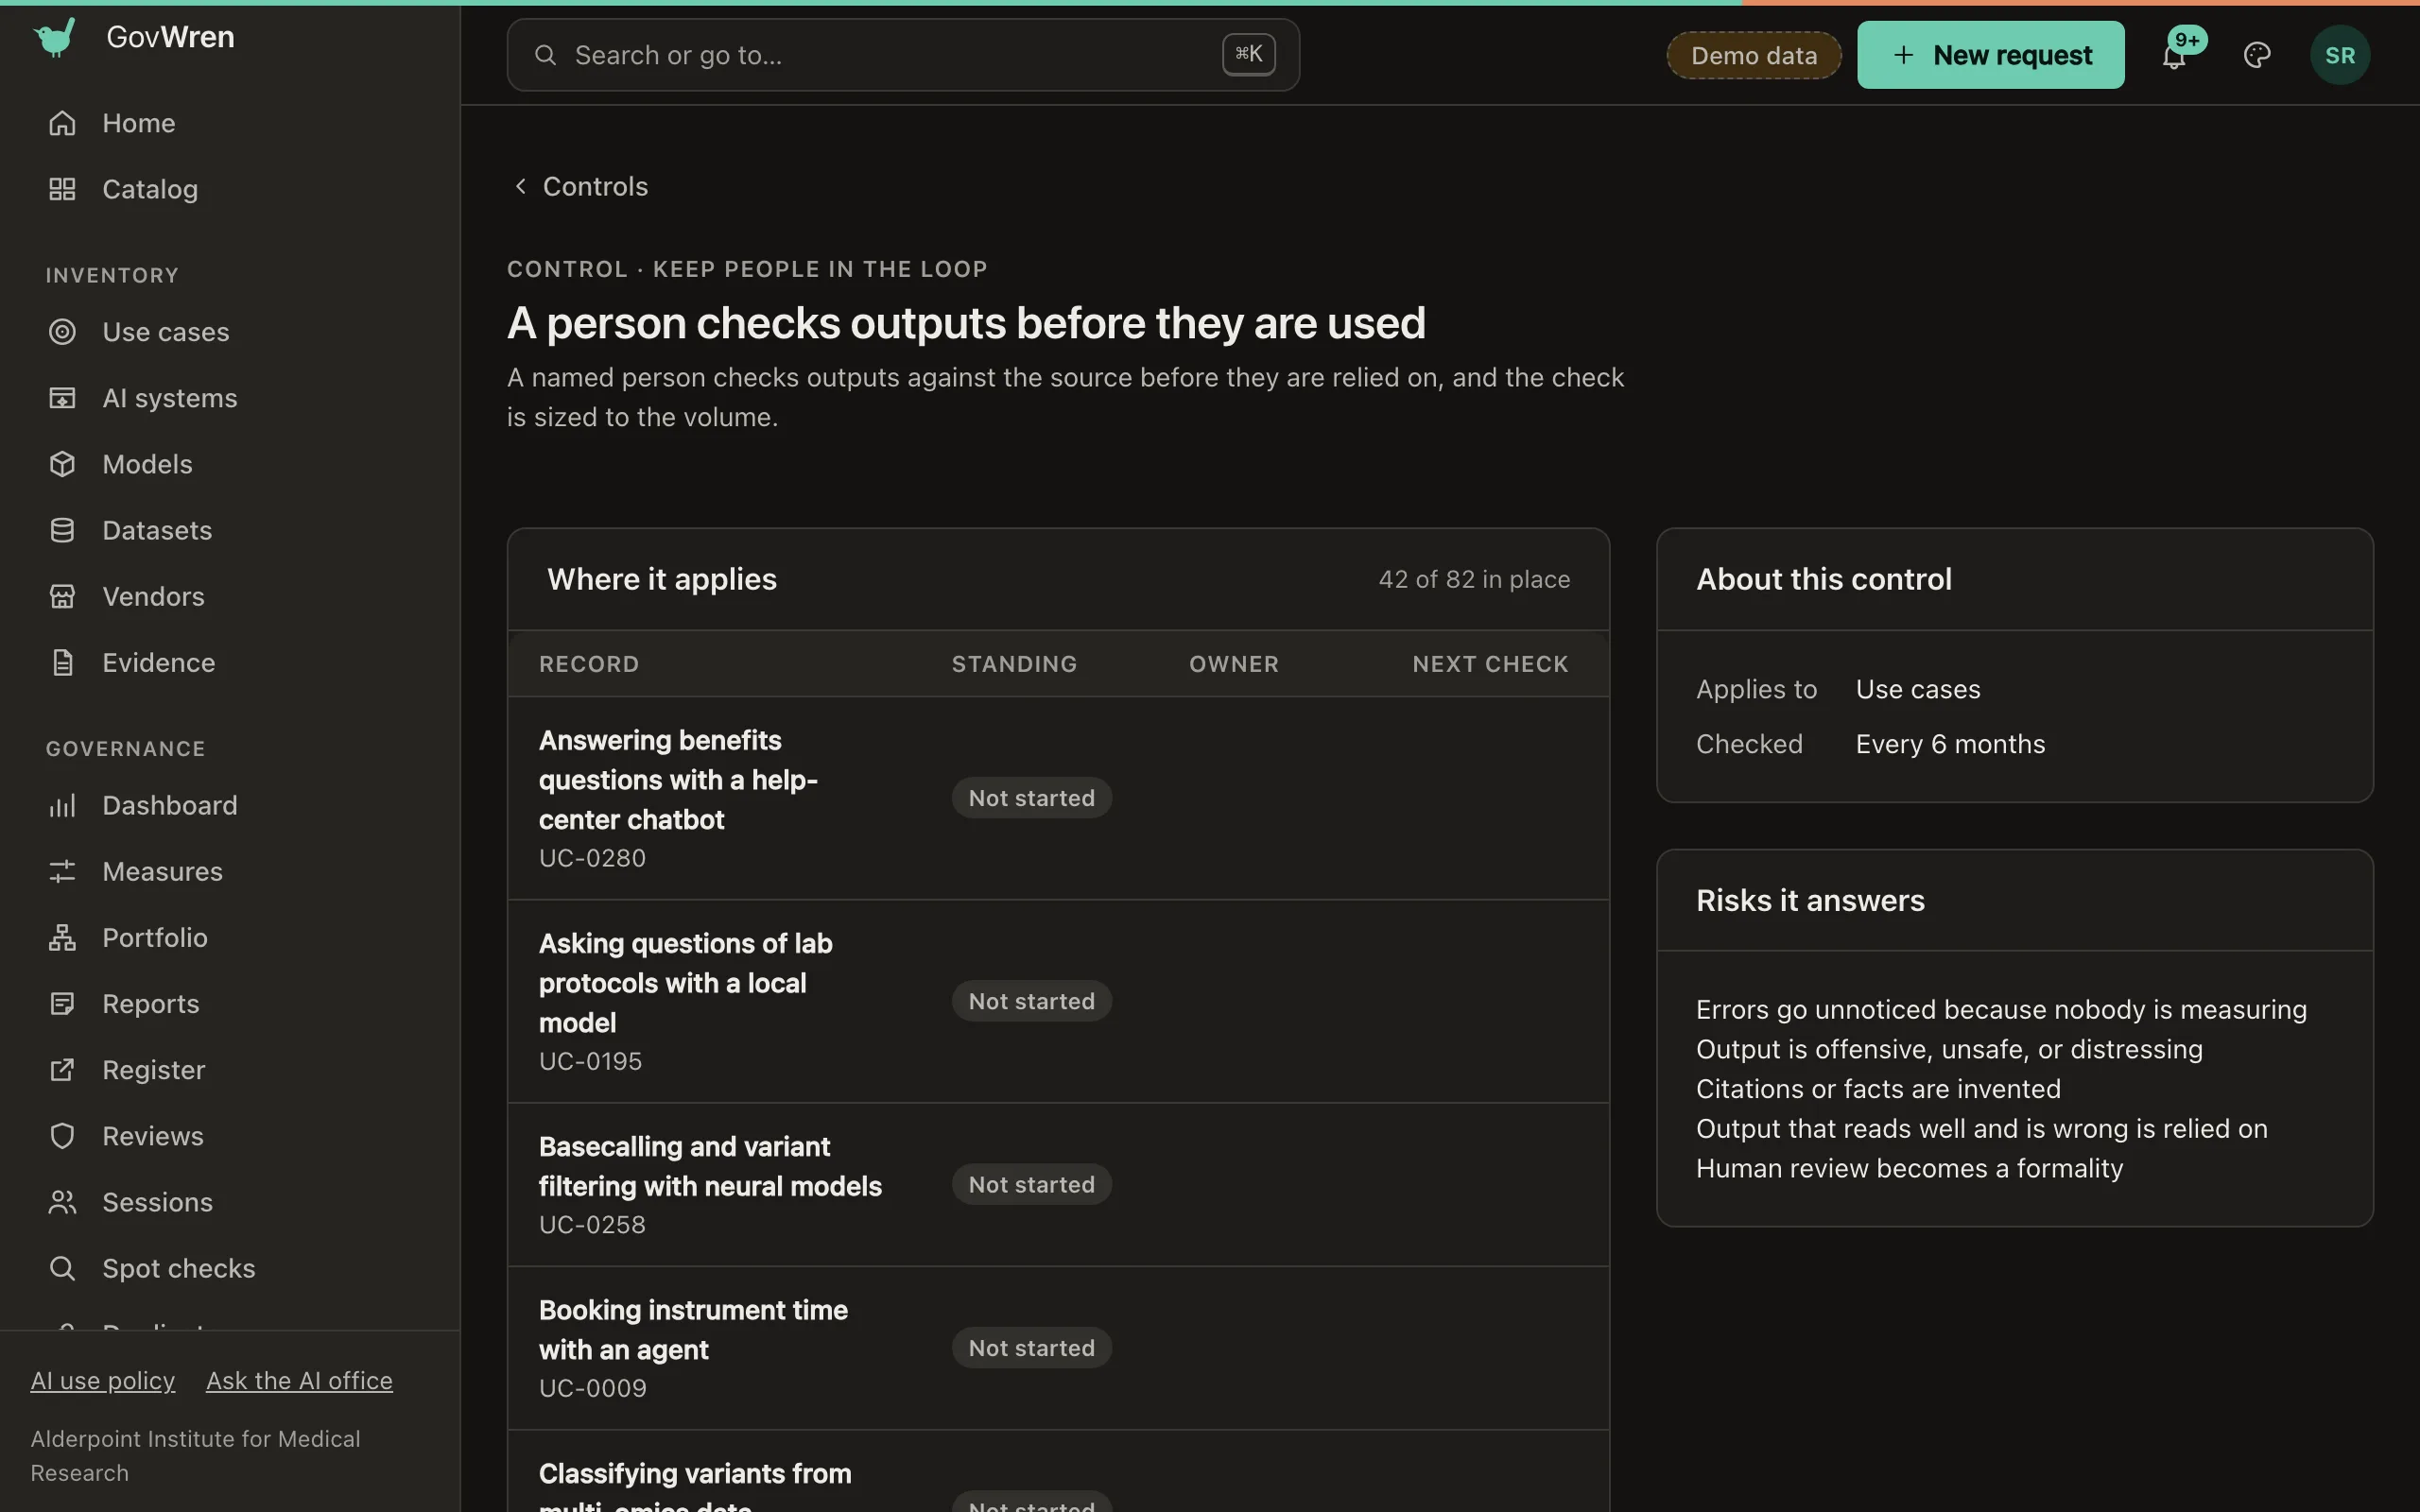 GovWren
Search or go to...
⌘K
Demo data
+ New request
9+
SR
Home
Catalog
INVENTORY
Use cases
AI systems
Models
Datasets
Vendors
Evidence
GOVERNANCE
Dashboard
Measures
Portfolio
Reports
Register
Reviews
Sessions
Spot checks
AI use policy
Ask the AI office
Alderpoint Institute for Medical
Research
Controls
CONTROL · KEEP PEOPLE IN THE LOOP
A person checks outputs before they are used
A named person checks outputs against the source before they are relied on, and the check
is sized to the volume.
Where it applies
42 of 82 in place
RECORD STANDING OWNER NEXT CHECK
Answering benefits
questions with a help-
center chatbot
UC-0280
Not started
Asking questions of lab
protocols with a local
model
UC-0195
Not started
Basecalling and variant
filtering with neural models
UC-0258
Not started
Booking instrument time
with an agent
UC-0009
Not started
Classifying variants from
multi-omics data
Not started
About this control
Applies to Use cases
Checked Every 6 months
Risks it answers
Errors go unnoticed because nobody is measuring
Output is offensive, unsafe, or distressing
Citations or facts are invented
Output that reads well and is wrong is relied on
Human review becomes a formality